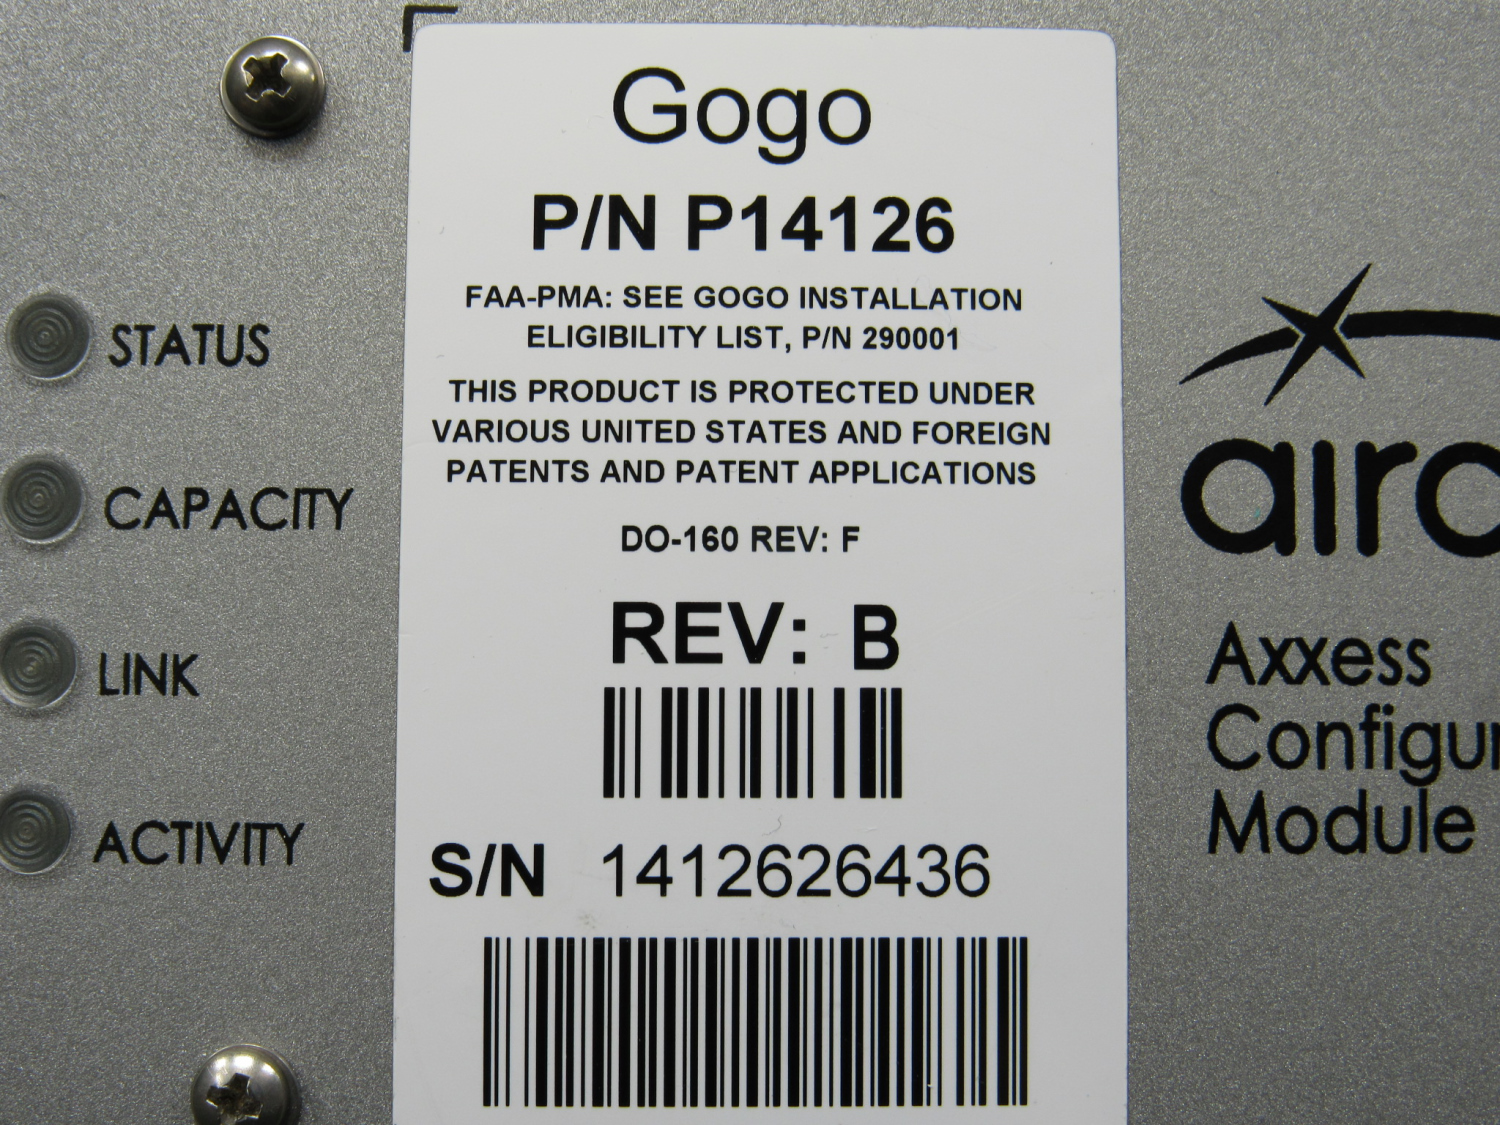 Gogo
P/N P14126
FAA-PMA: SEE GOGO INSTALLATION
ELIGIBILITY LIST, P/N 290001
THIS PRODUCT IS PROTECTED UNDER
VARIOUS UNITED STATES AND FOREIGN
PATENTS AND PATENT APPLICATIONS
DO-160 REV: F
REV: B
S/N 1412626436
STATUS
CAPACITY
LINK
ACTIVITY
Axxess
Module